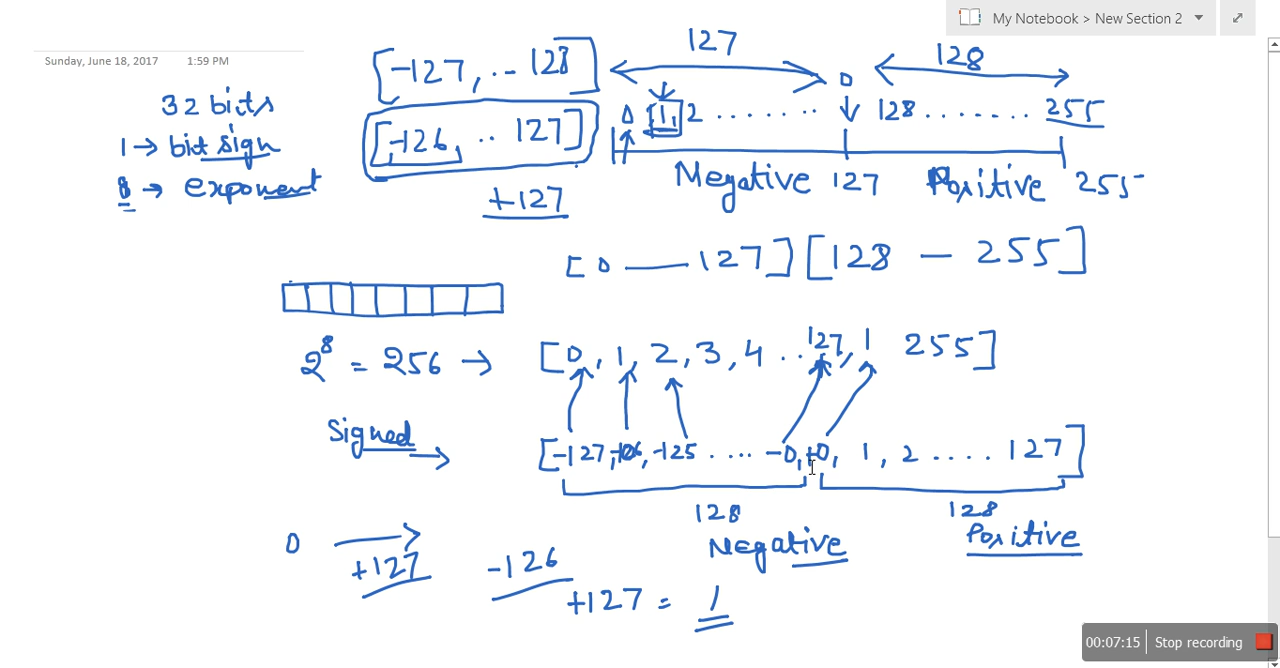 My Notebook > New Section 2
Sunday, June 18, 2017 1:59 PM
[-127, .. 128] 127 0 128
32 bits
[-126, .. 127] 0 1, 2 ...... 128 ....... 255
1 → bit sign
8 → exponent
+127
Negative 127 Positive 255
[0 — 127] [128 — 255]
2^8 = 256 → [0, 1, 2, 3, 4 .. 127, 1 255]
Signed → [-127, -125 .... -0, +0, 1, 2 .... 127]
128 128
Negative Positive
0 → +127
-126
+127 = 1
00:07:15 Stop recording